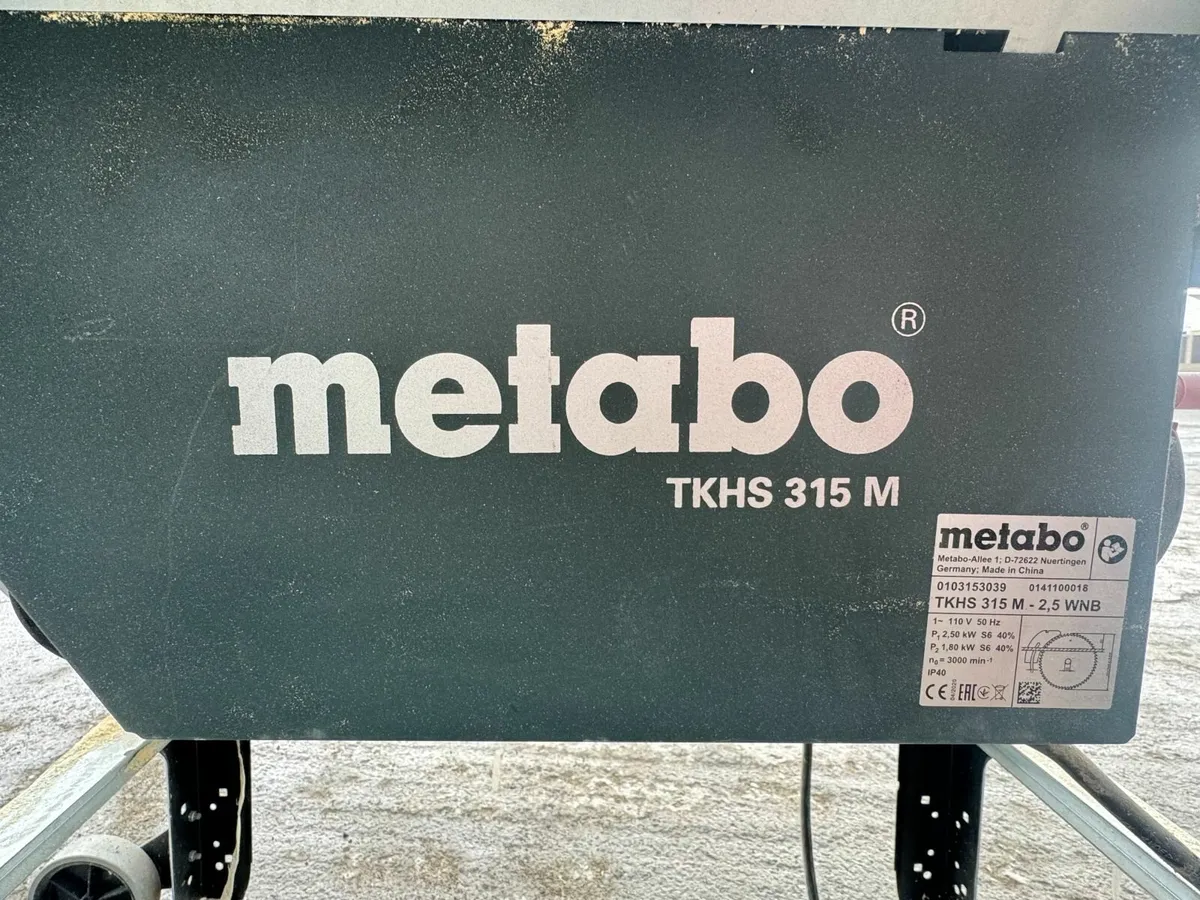 metabo®
TKHS 315 M
metabo®
Metabo-Allee 1; D-72622 Nuertingen
Germany; Made in China
0103153039 0141100018
TKHS 315 M - 2,5 WNB
1~ 110 V 50 Hz
P₁ 2,50 kW S6 40%
P₂ 1,80 kW S6 40%
n₀ = 3000 min⁻¹
IP40
CE EAC